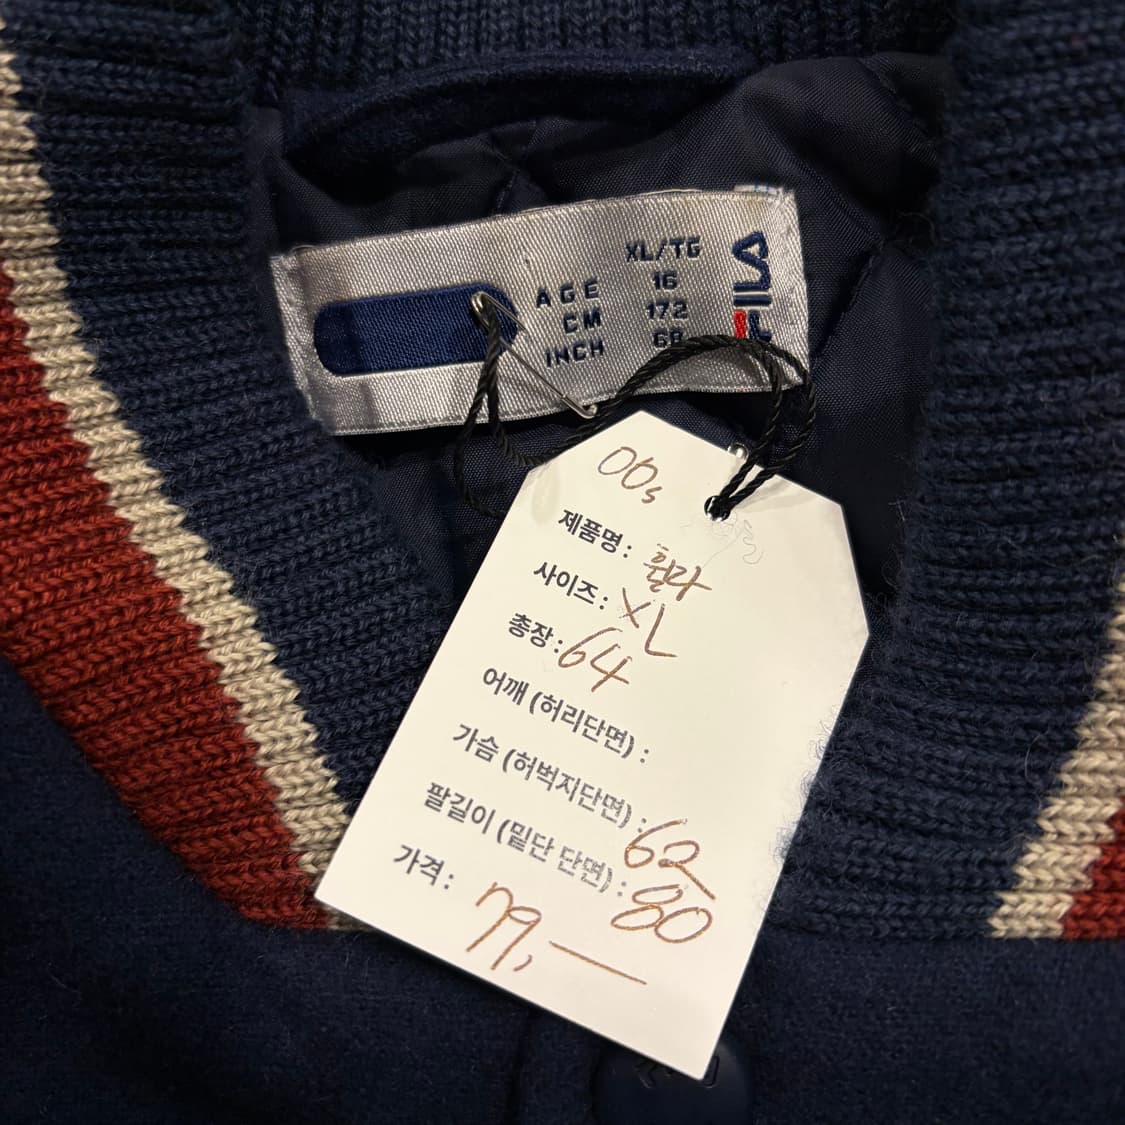 XL/TG
AGE 16
CM 172
INCH 68
FILA
00s
제품명: 휠라
사이즈: XL
총장: 64
어깨 (허리단면) :
가슴 (허벅지단면) : 62
팔길이 (밑단 단면) : 80
가격: 79,—